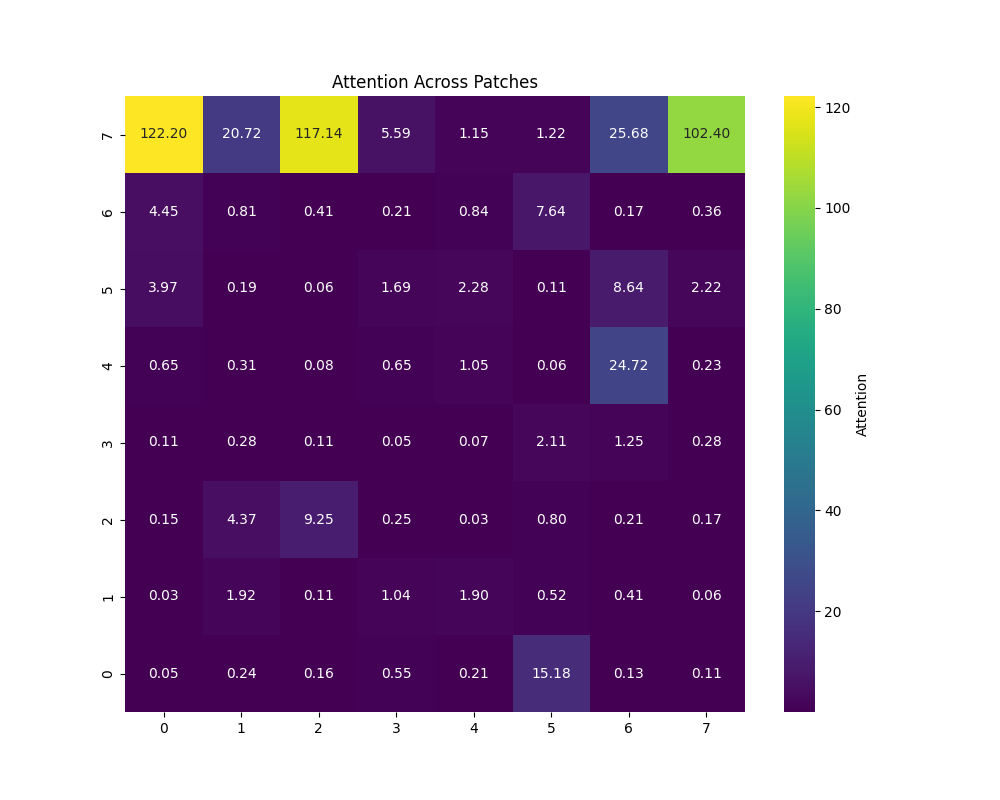 Attention Across Patches
7 122.20 20.72 117.14 5.59 1.15 1.22 25.68 102.40
6 4.45 0.81 0.41 0.21 0.84 7.64 0.17 0.36
5 3.97 0.19 0.06 1.69 2.28 0.11 8.64 2.22
4 0.65 0.31 0.08 0.65 1.05 0.06 24.72 0.23
3 0.11 0.28 0.11 0.05 0.07 2.11 1.25 0.28
2 0.15 4.37 9.25 0.25 0.03 0.80 0.21 0.17
1 0.03 1.92 0.11 1.04 1.90 0.52 0.41 0.06
0 0.05 0.24 0.16 0.55 0.21 15.18 0.13 0.11
0 1 2 3 4 5 6 7
120
100
80
60
40
20
Attention